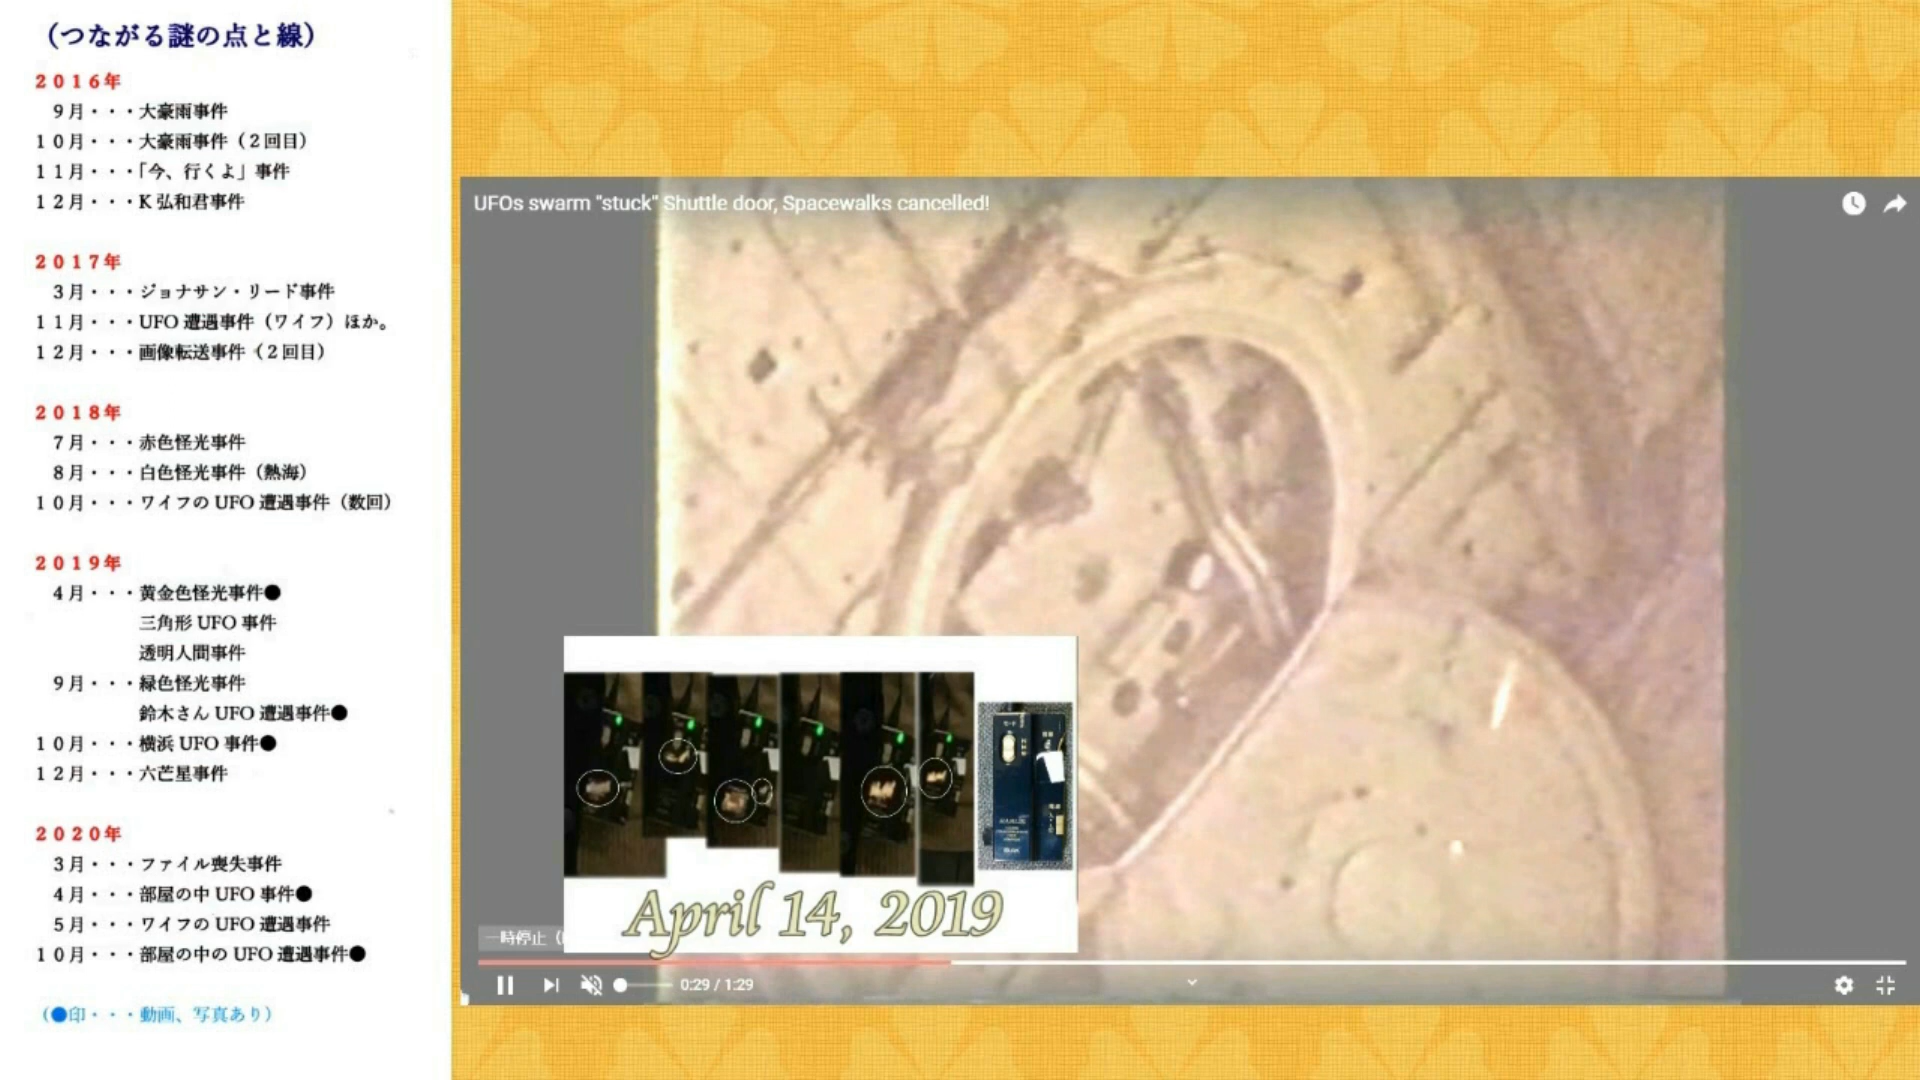 （つながる謎の点と線）
２０１６年
９月・・・大豪雨事件
１０月・・・大豪雨事件（２回目）
１１月・・・「今、行くよ」事件
１２月・・・K 弘和君事件
２０１７年
３月・・・ジョナサン・リード事件
１１月・・・UFO 遭遇事件（ワイフ）ほか。
１２月・・・画像転送事件（２回目）
２０１８年
７月・・・赤色怪光事件
８月・・・白色怪光事件（熱海）
１０月・・・ワイフの UFO 遭遇事件（数回）
２０１９年
４月・・・黄金色怪光事件●
三角形 UFO 事件
透明人間事件
９月・・・緑色怪光事件
鈴木さん UFO 遭遇事件●
１０月・・・横浜 UFO 事件●
１２月・・・六芒星事件
２０２０年
３月・・・ファイル喪失事件
４月・・・部屋の中 UFO 事件●
５月・・・ワイフの UFO 遭遇事件
１０月・・・部屋の中の UFO 遭遇事件●
（●印・・・動画、写真あり）
UFOs swarm "stuck" Shuttle door, Spacewalks cancelled!
April 14, 2019
一時停止（
0:29 / 1:29